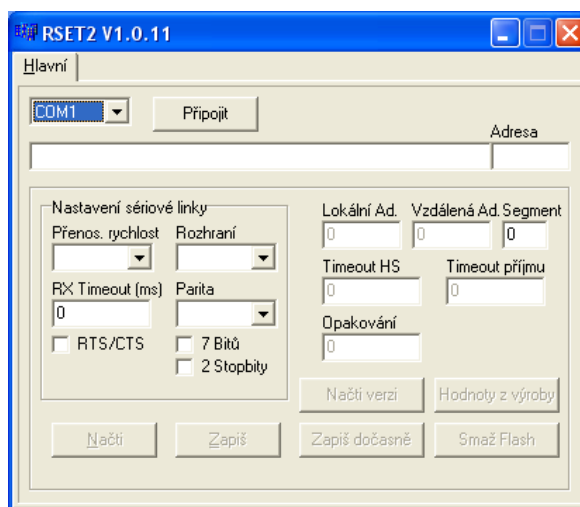 RSET2 V1.0.11
Hlavní
COM1 Připojit
Adresa
Nastavení sériové linky
Lokální Ad. Vzdálená Ad. Segment
Přenos. rychlost Rozhraní
0 0 0
Timeout HS Timeout příjmu
RX Timeout (ms) Parita
0 0
0
Opakování
RTS/CTS 7 Bitů
0
2 Stopbity
Načti verzi Hodnoty z výroby
Načti Zapiš Zapiš dočasně Smaž Flash